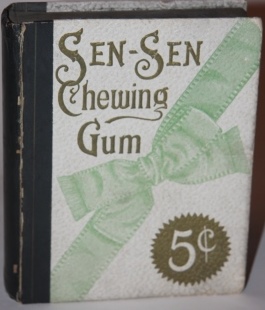 SEN-SEN
Chewing
GUM
5¢